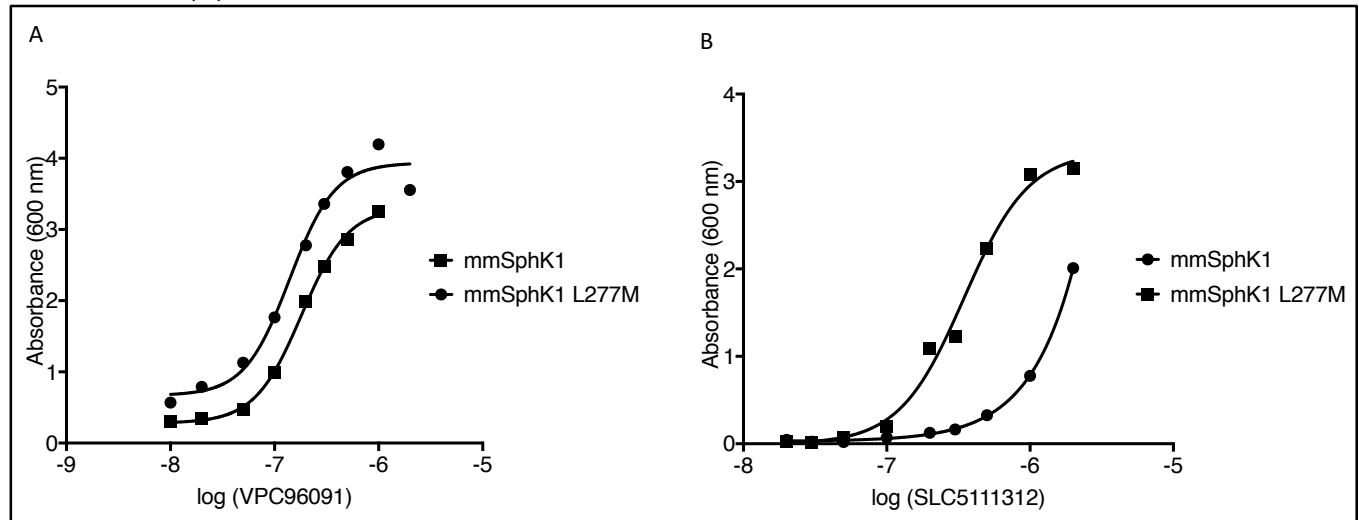 A
5
4
3
2
1
0
-9
-8
-7
-6
-5
Absorbance (600 nm)
log (VPC96091)
mmSphK1
mmSphK1 L277M
B
4
3
2
1
0
-8
-7
-6
-5
Absorbance (600 nm)
log (SLC5111312)
mmSphK1
mmSphK1 L277M